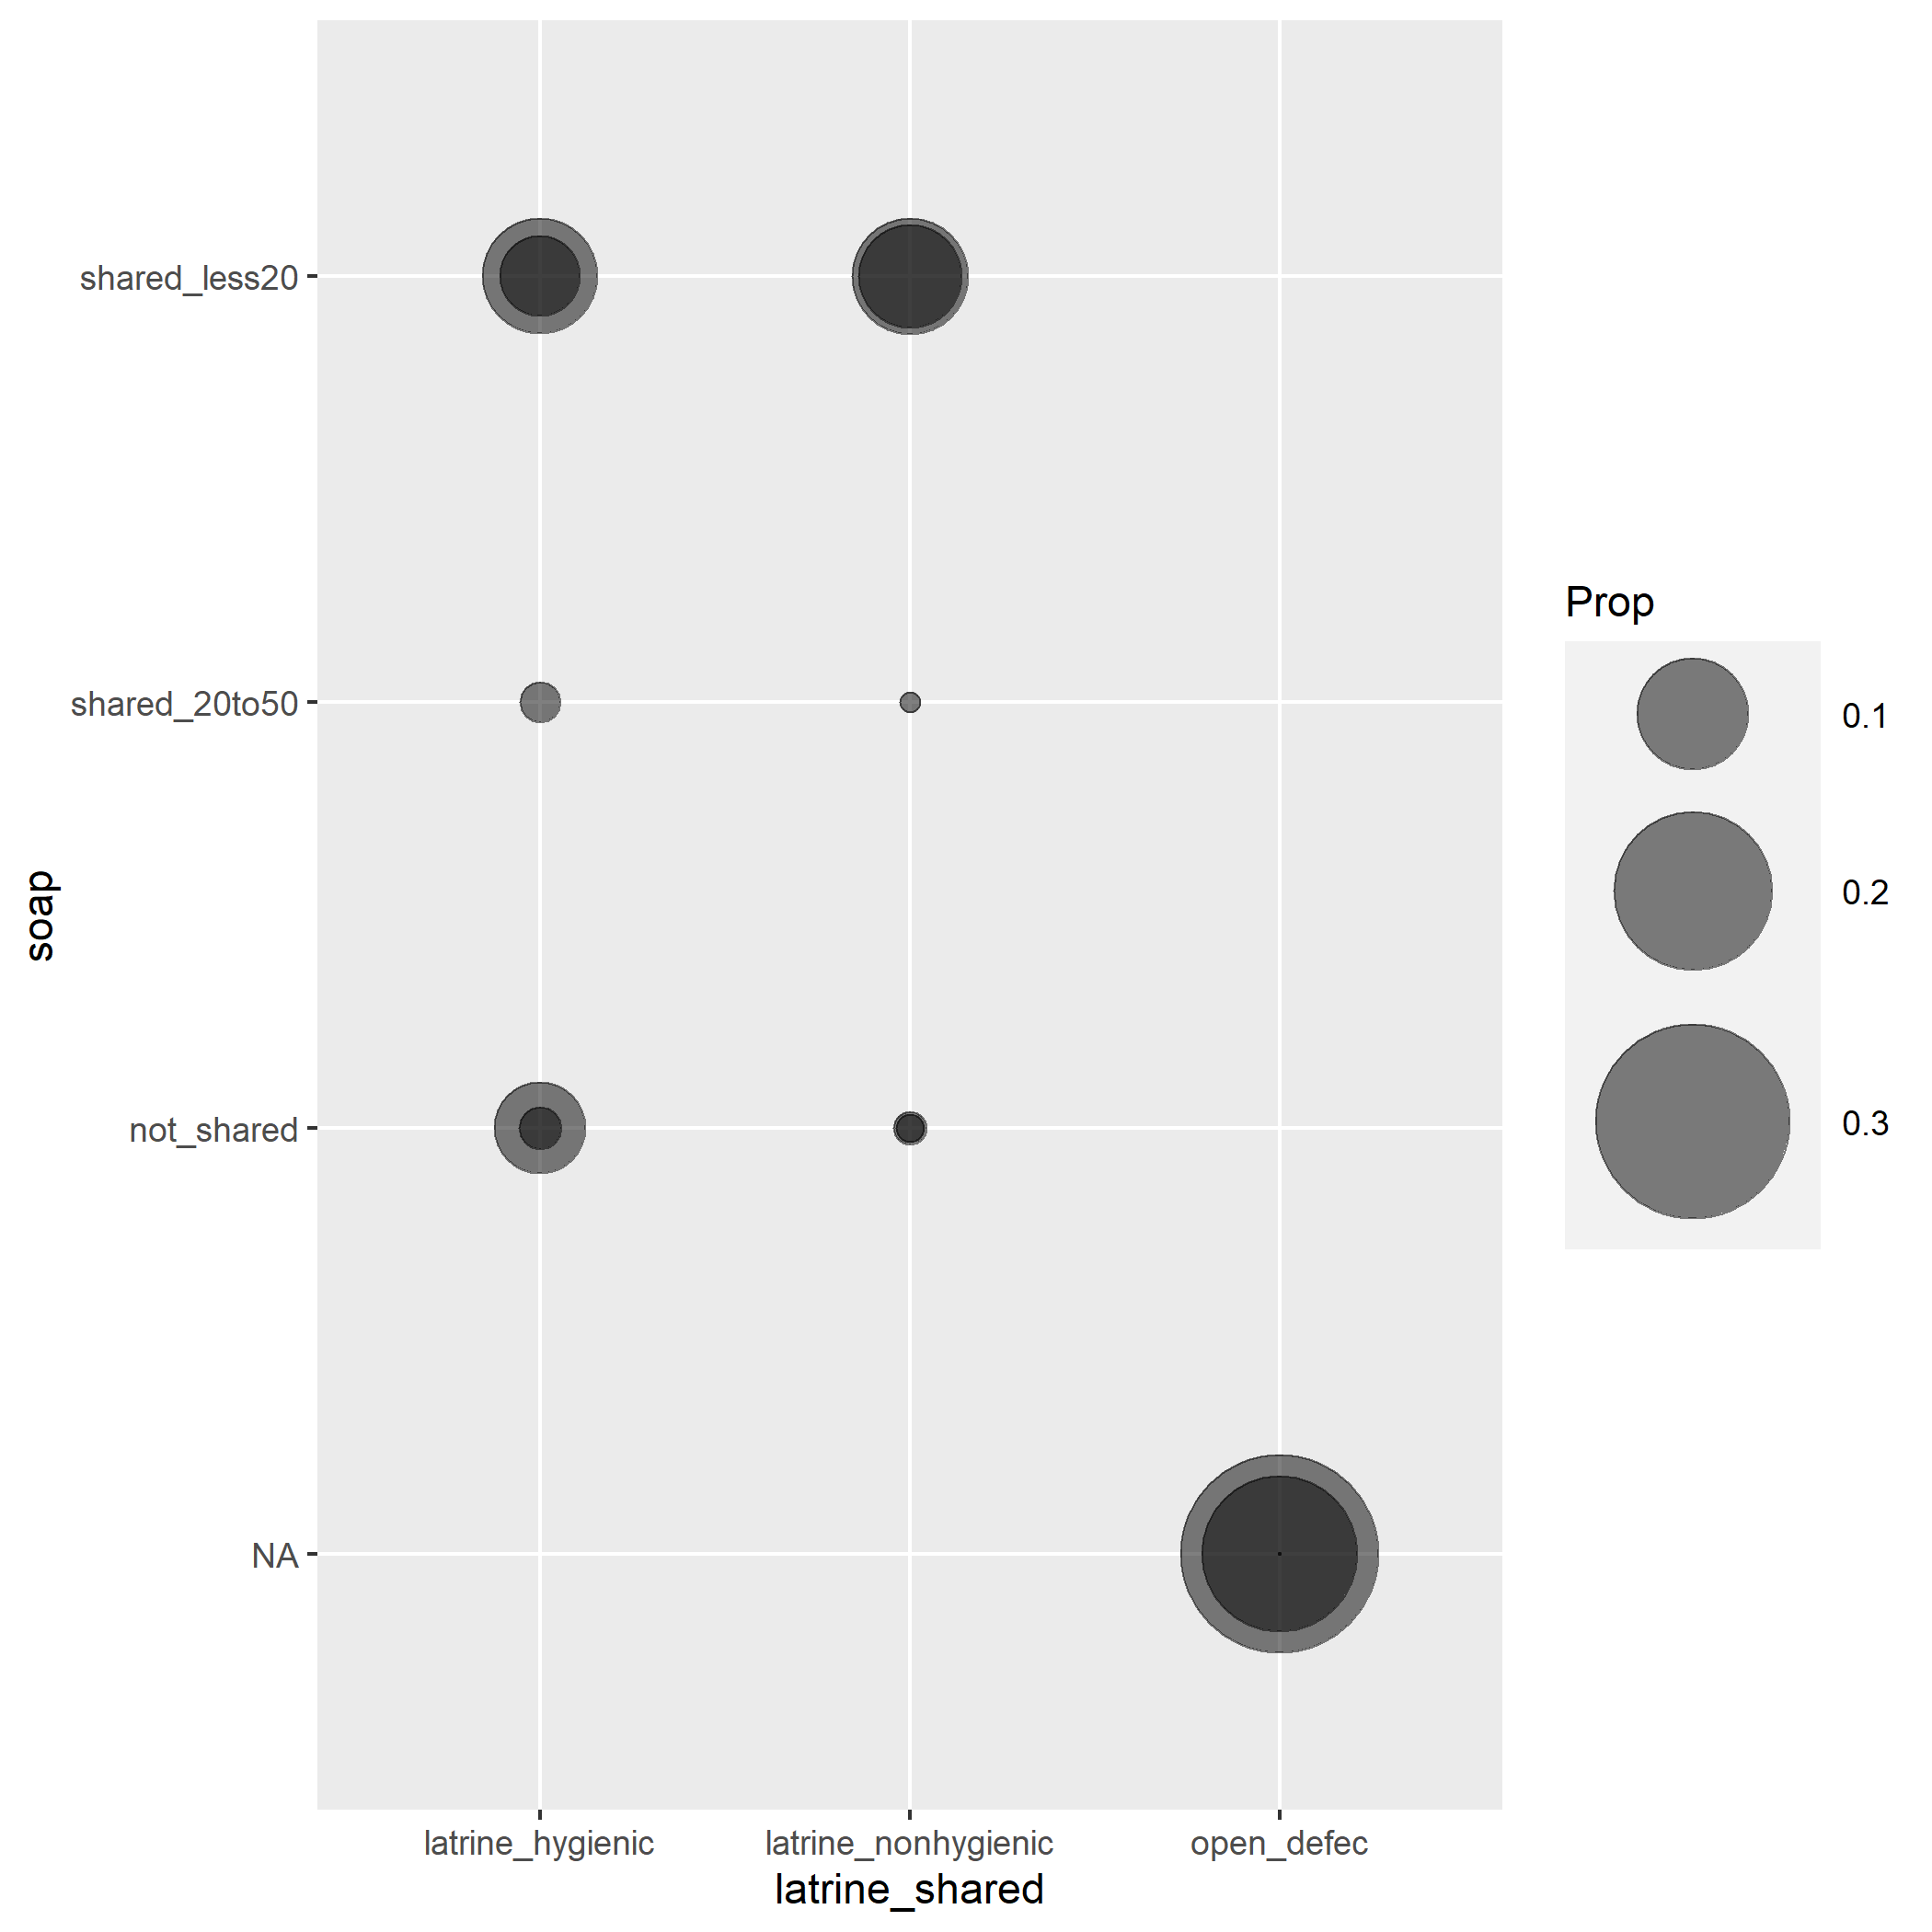 shared_less20
shared_20to50
not_shared
NA
soap
latrine_hygienic
latrine_nonhygienic
open_defec
latrine_shared
Prop
0.1
0.2
0.3